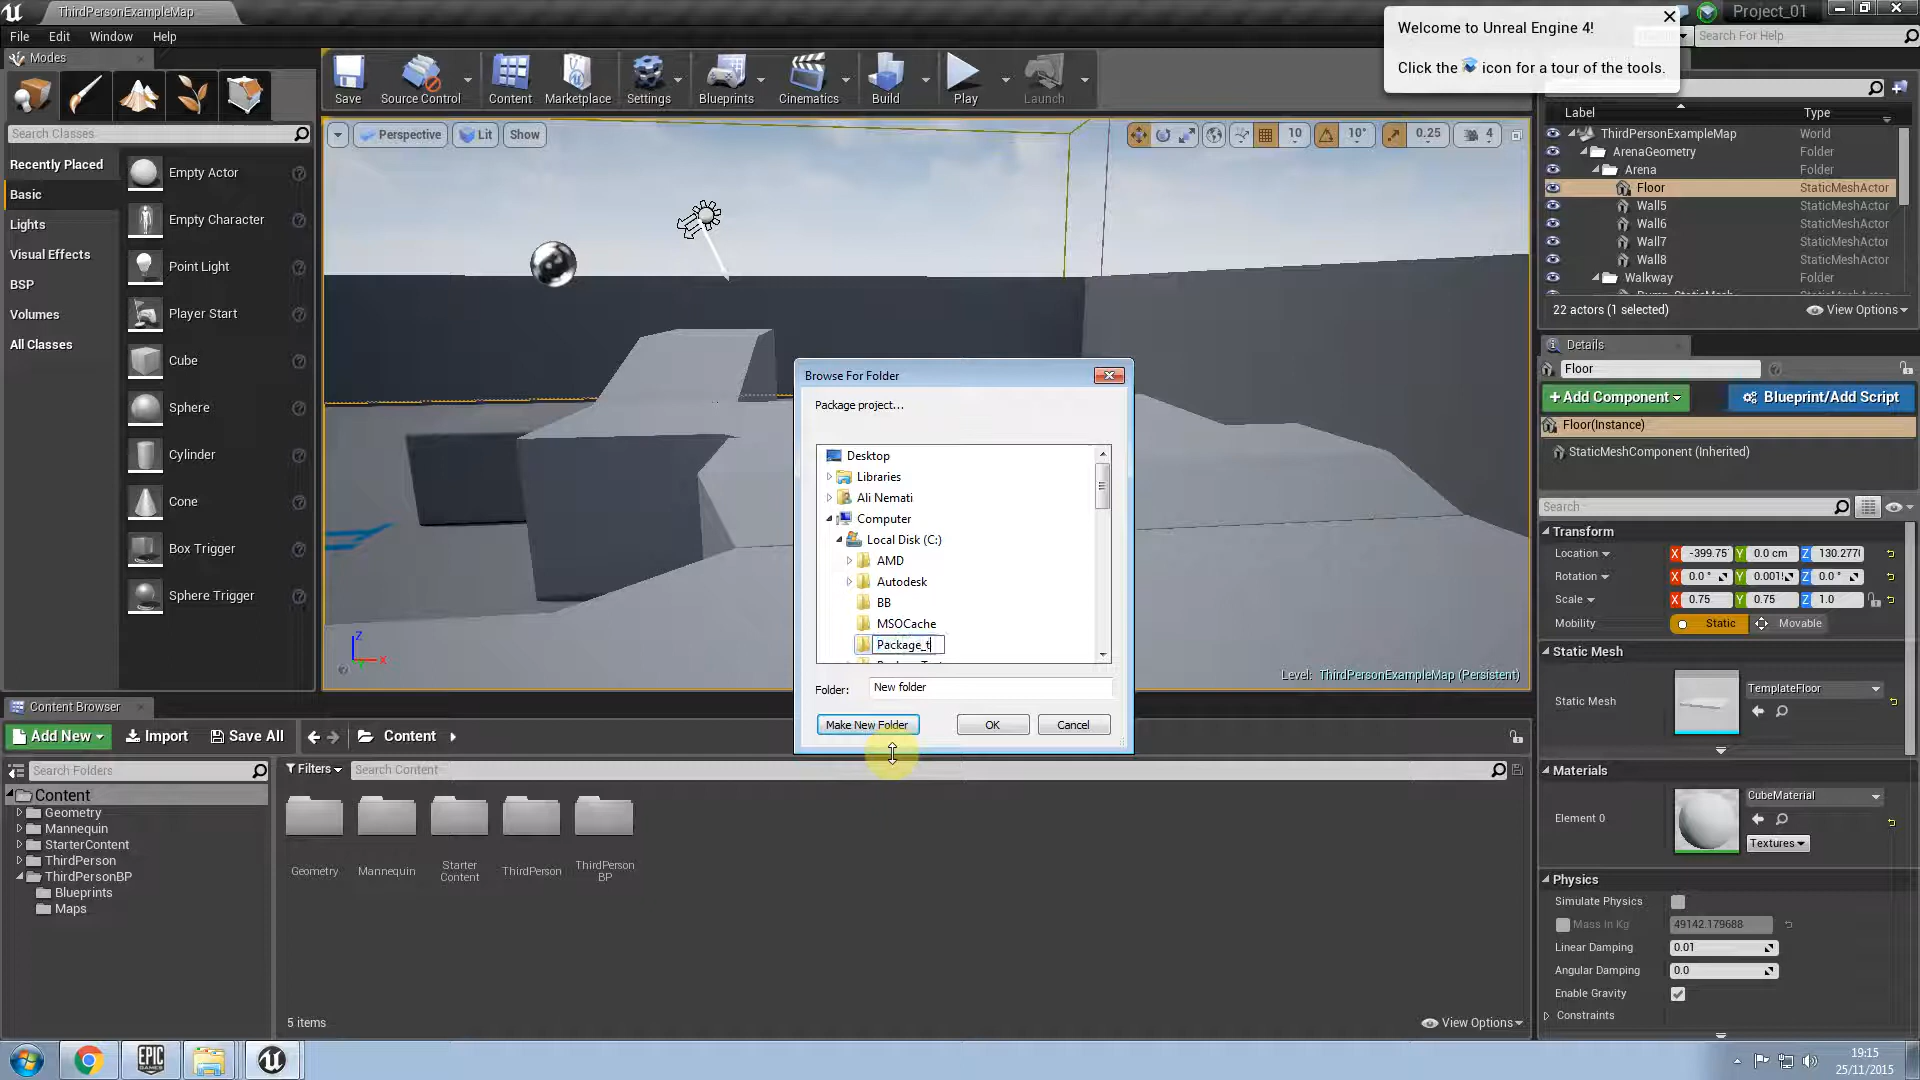 ThirdPersonExampleMap
Project_01
File Edit Window Help
Welcome to Unreal Engine 4!
Click the icon for a tour of the tools.
Search For Help
Modes
Search Classes
Recently Placed
Basic
Lights
Visual Effects
BSP
Volumes
All Classes
Empty Actor
Empty Character
Point Light
Player Start
Cube
Sphere
Cylinder
Cone
Box Trigger
Sphere Trigger
Save Source Control Content Marketplace Settings Blueprints Cinematics Build Play Launch
Perspective Lit Show
10 10° 0.25 4
Label Type
ThirdPersonExampleMap World
ArenaGeometry Folder
Arena Folder
Floor StaticMeshActor
Wall5 StaticMeshActor
Wall6 StaticMeshActor
Wall7 StaticMeshActor
Wall8 StaticMeshActor
Walkway Folder
22 actors (1 selected) View Options
Browse For Folder
Package project...
Desktop
Libraries
Ali Nemati
Computer
Local Disk (C:)
AMD
Autodesk
BB
MSOCache
Package_t
Folder: New folder
Make New Folder OK Cancel
Level: ThirdPersonExampleMap (Persistent)
Details
Floor
+Add Component Blueprint/Add Script
Floor(Instance)
StaticMeshComponent (Inherited)
Search
Transform
Location X -399.75 Y 0.0 cm Z 130.2770
Rotation X 0.0 ° Y 0.0015 Z 0.0 °
Scale X 0.75 Y 0.75 Z 1.0
Mobility Static Movable
Static Mesh
Static Mesh TemplateFloor
Materials
Element 0 CubeMaterial
Textures
Physics
Simulate Physics
Mass in Kg 49142.179688
Linear Damping 0.01
Angular Damping 0.0
Enable Gravity
Constraints
Content Browser
Add New Import Save All Content
Search Folders
Filters Search Content
Content
Geometry
Mannequin
StarterContent
ThirdPerson
ThirdPersonBP
Blueprints
Maps
Geometry
Mannequin
Starter
Content
ThirdPerson
ThirdPerson
BP
5 items View Options
EPIC
GAMES
19:15
25/11/2015